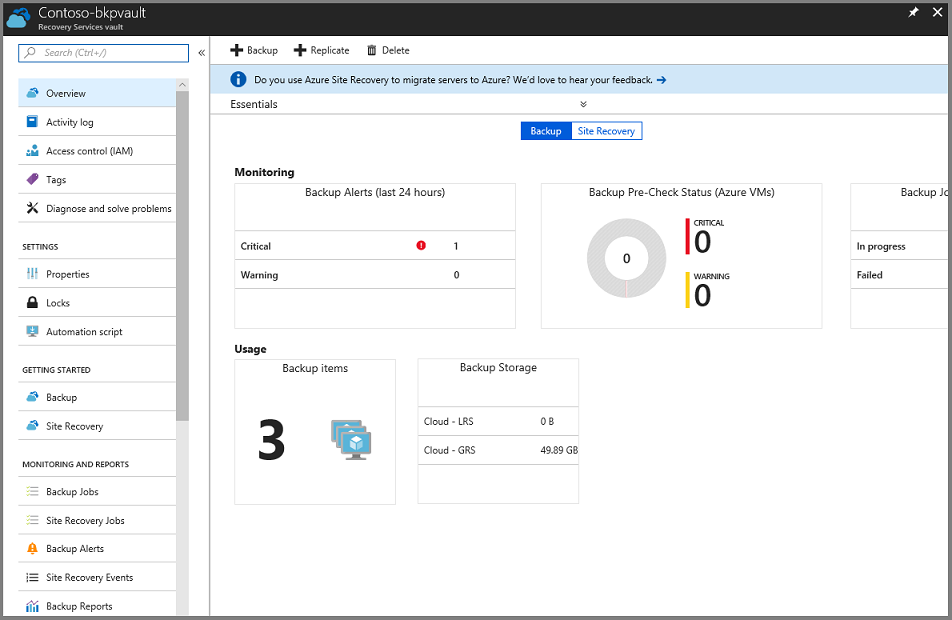 Contoso-bkpvault
Recovery Services vault
Search (Ctrl+/)
Overview
Activity log
Access control (IAM)
Tags
Diagnose and solve problems
SETTINGS
Properties
Locks
Automation script
GETTING STARTED
Backup
Site Recovery
MONITORING AND REPORTS
Backup Jobs
Site Recovery Jobs
Backup Alerts
Site Recovery Events
Backup Reports
Backup Replicate Delete
Do you use Azure Site Recovery to migrate servers to Azure? We'd love to hear your feedback. →
Essentials
Backup Site Recovery
Monitoring
Backup Alerts (last 24 hours)
Critical 1
Warning 0
Backup Pre-Check Status (Azure VMs)
0
CRITICAL
0
WARNING
0
Backup Jo
In progress
Failed
Usage
Backup items
3
Backup Storage
Cloud - LRS 0 B
Cloud - GRS 49.89 GB